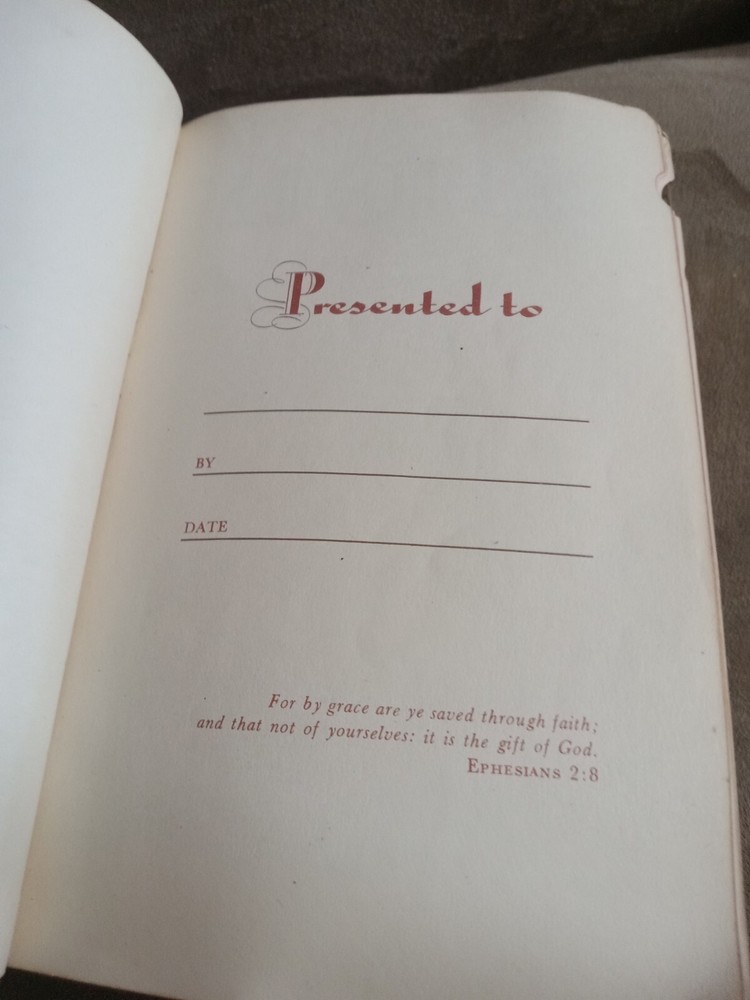 Presented to
BY
DATE
For by grace are ye saved through faith;
and that not of yourselves: it is the gift of God.
EPHESIANS 2:8